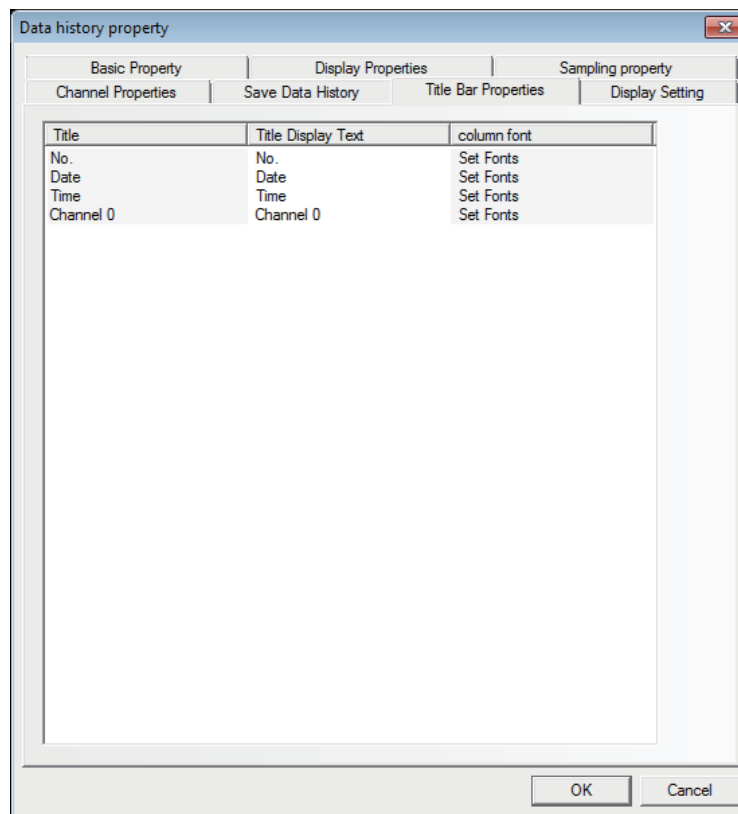 Data history property
Basic Property Display Properties Sampling property
Channel Properties Save Data History Title Bar Properties Display Setting
Title Title Display Text column font
No. No. Set Fonts
Date Date Set Fonts
Time Time Set Fonts
Channel 0 Channel 0 Set Fonts
OK Cancel